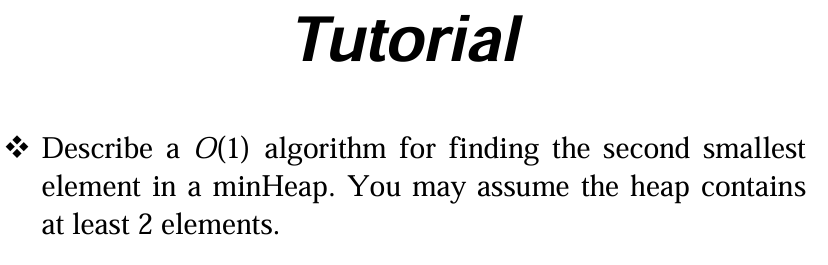 Tutorial
❖ Describe a O(1) algorithm for finding the second smallest
element in a minHeap. You may assume the heap contains
at least 2 elements.